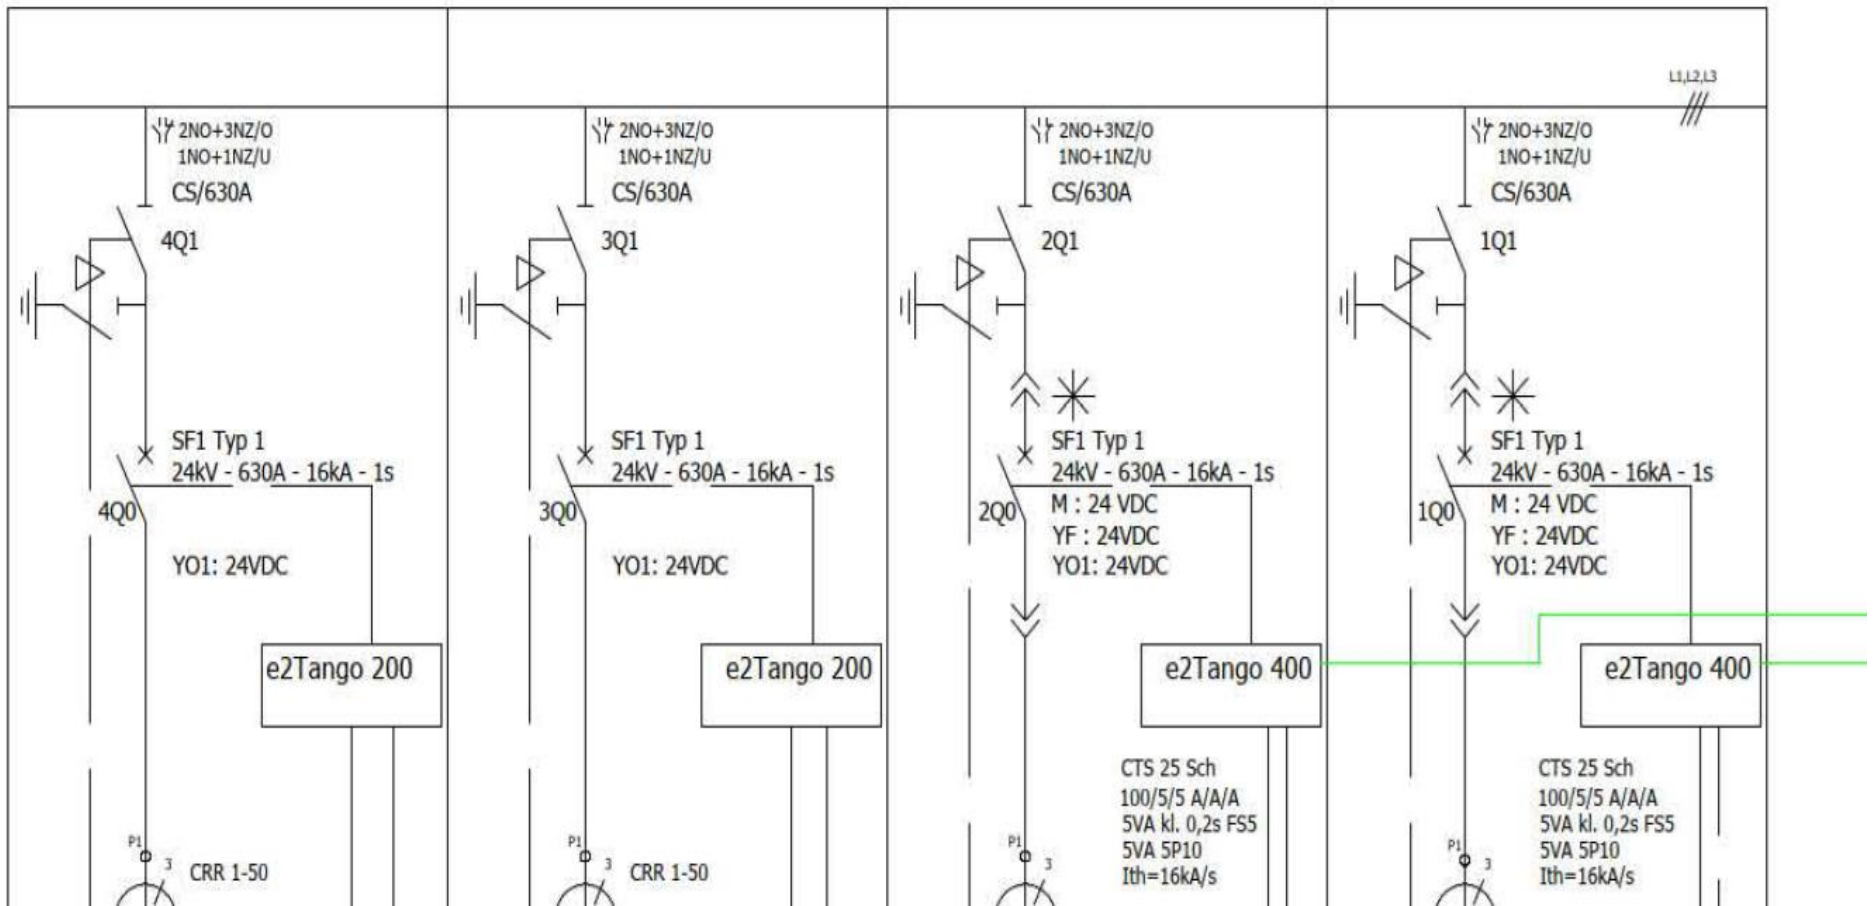 L1,L2,L3
2NO+3NZ/O
1NO+1NZ/U
CS/630A
4Q1
SF1 Typ 1
24kV - 630A - 16kA - 1s
4Q0
YO1: 24VDC
e2Tango 200
P1
3
CRR 1-50
2NO+3NZ/O
1NO+1NZ/U
CS/630A
3Q1
SF1 Typ 1
24kV - 630A - 16kA - 1s
3Q0
YO1: 24VDC
e2Tango 200
P1
3
CRR 1-50
2NO+3NZ/O
1NO+1NZ/U
CS/630A
2Q1
SF1 Typ 1
24kV - 630A - 16kA - 1s
2Q0
M : 24 VDC
YF : 24VDC
YO1: 24VDC
e2Tango 400
CTS 25 Sch
100/5/5 A/A/A
5VA kl. 0,2s FS5
5VA 5P10
Ith=16kA/s
P1
3
2NO+3NZ/O
1NO+1NZ/U
CS/630A
1Q1
SF1 Typ 1
24kV - 630A - 16kA - 1s
1Q0
M : 24 VDC
YF : 24VDC
YO1: 24VDC
e2Tango 400
CTS 25 Sch
100/5/5 A/A/A
5VA kl. 0,2s FS5
5VA 5P10
Ith=16kA/s
P1
3